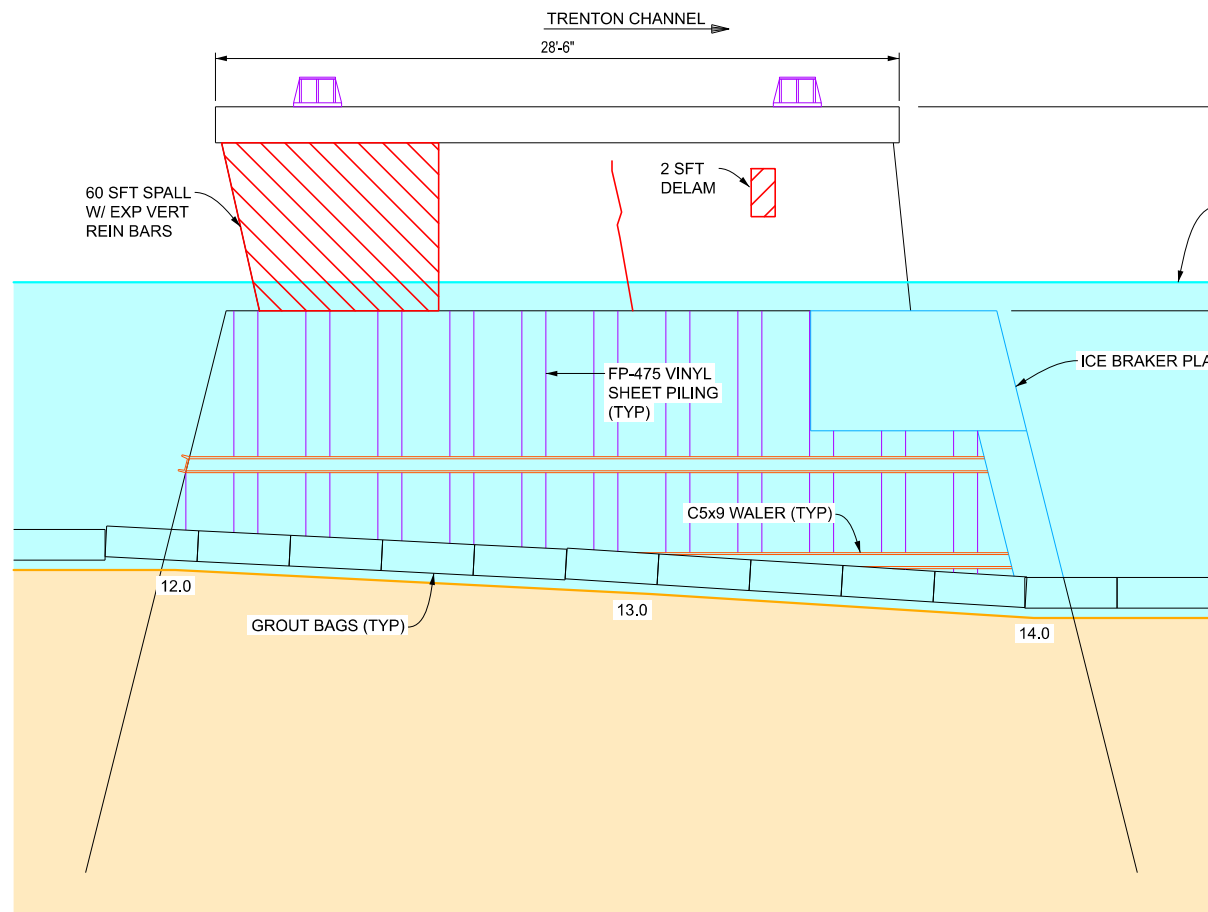 TRENTON CHANNEL
28'-6"
60 SFT SPALL
W/ EXP VERT
REIN BARS
2 SFT
DELAM
FP-475 VINYL
SHEET PILING
(TYP)
ICE BRAKER PLA
C5x9 WALER (TYP)
12.0
13.0
GROUT BAGS (TYP)
14.0